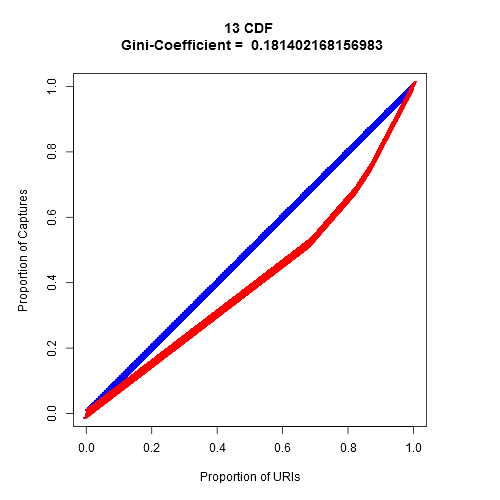 13 CDF
Gini-Coefficient =  0.181402168156983
Proportion of Captures
1.0
0.8
0.6
0.4
0.2
0.0
0.0 0.2 0.4 0.6 0.8 1.0
Proportion of URIs